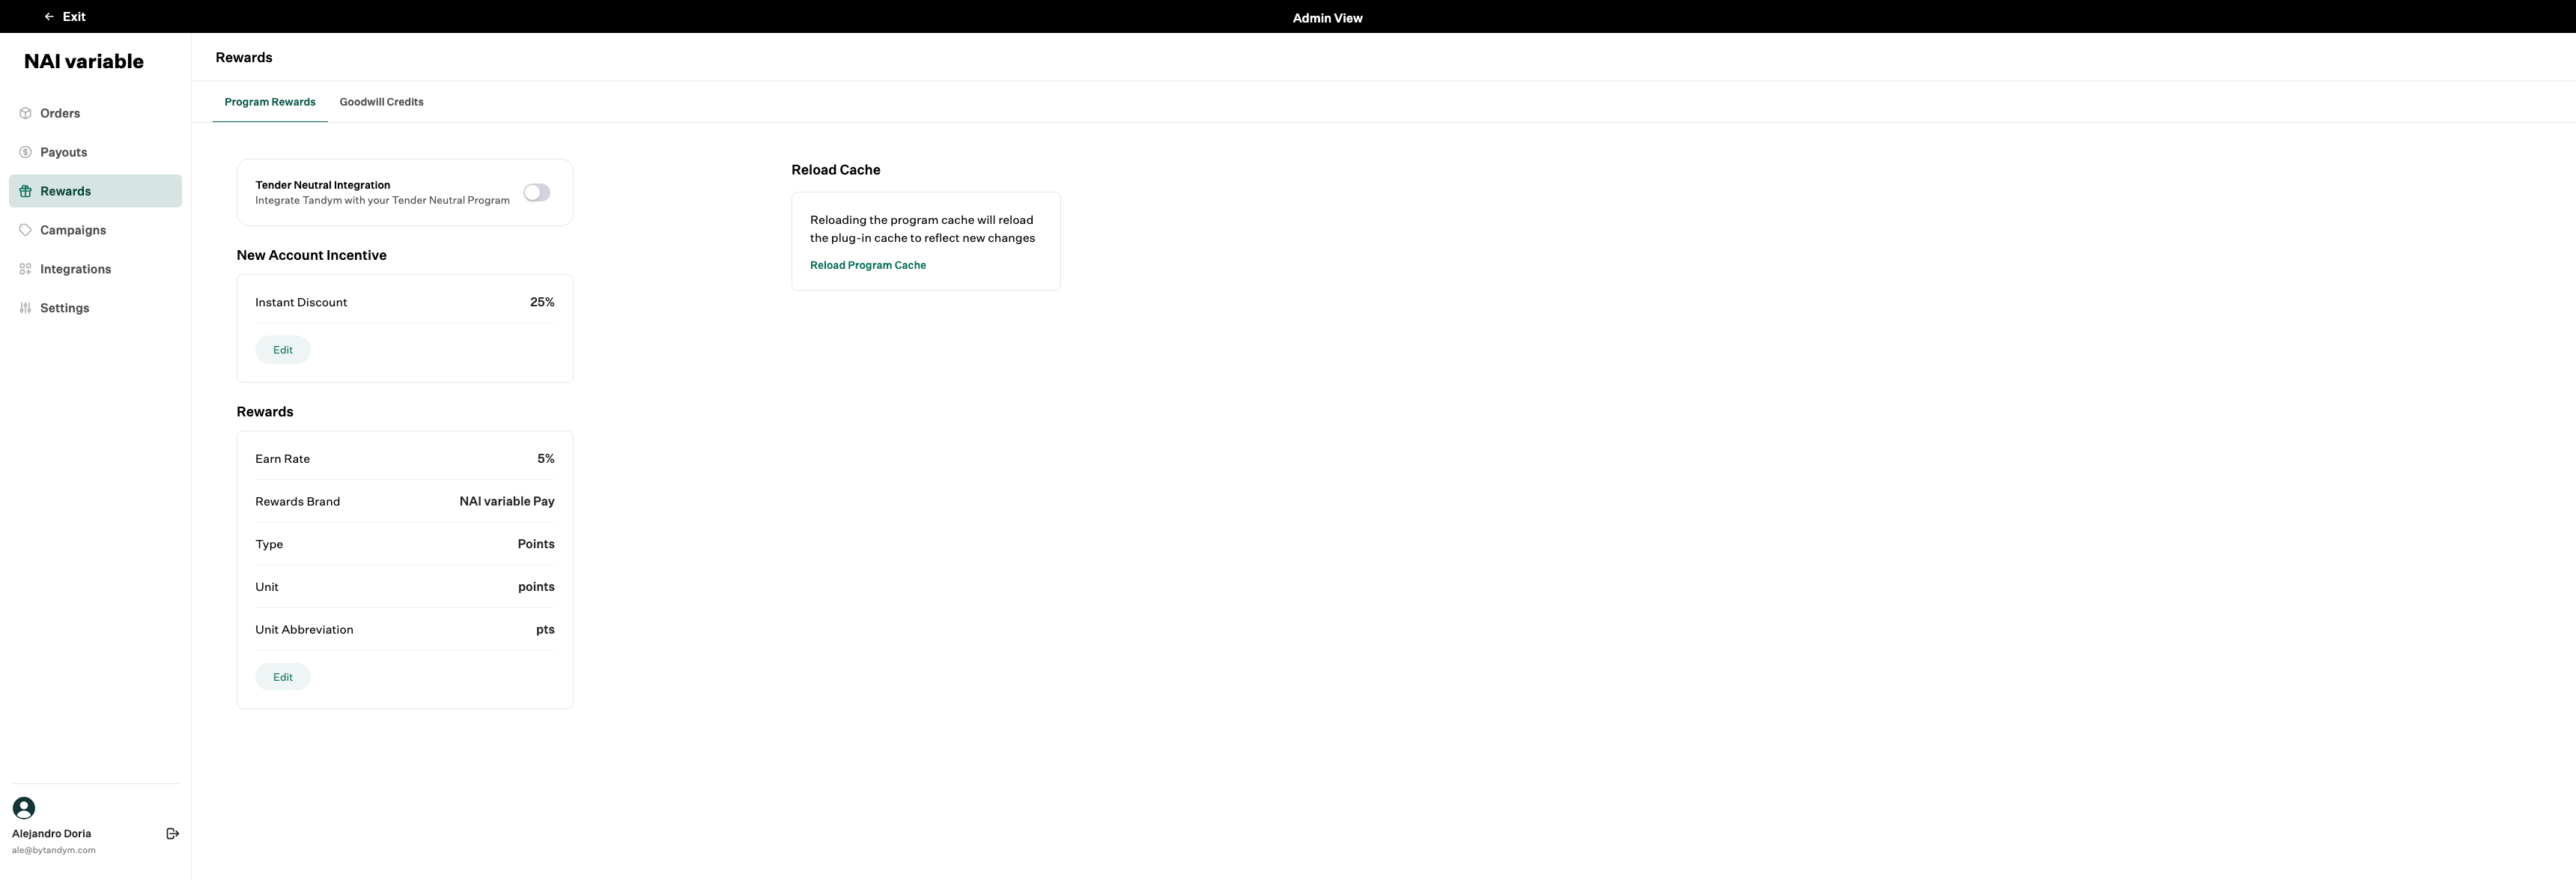 Exit
Admin View
NAI variable
Orders
Payouts
Rewards
Campaigns
Integrations
Settings
Alejandro Doria
ale@bytandym.com
Rewards
Program Rewards
Goodwill Credits
Tender Neutral Integration
Integrate Tandym with your Tender Neutral Program
New Account Incentive
Instant Discount 25%
Edit
Rewards
Earn Rate 5%
Rewards Brand NAI variable Pay
Type Points
Unit points
Unit Abbreviation pts
Edit
Reload Cache
Reloading the program cache will reload
the plug-in cache to reflect new changes
Reload Program Cache